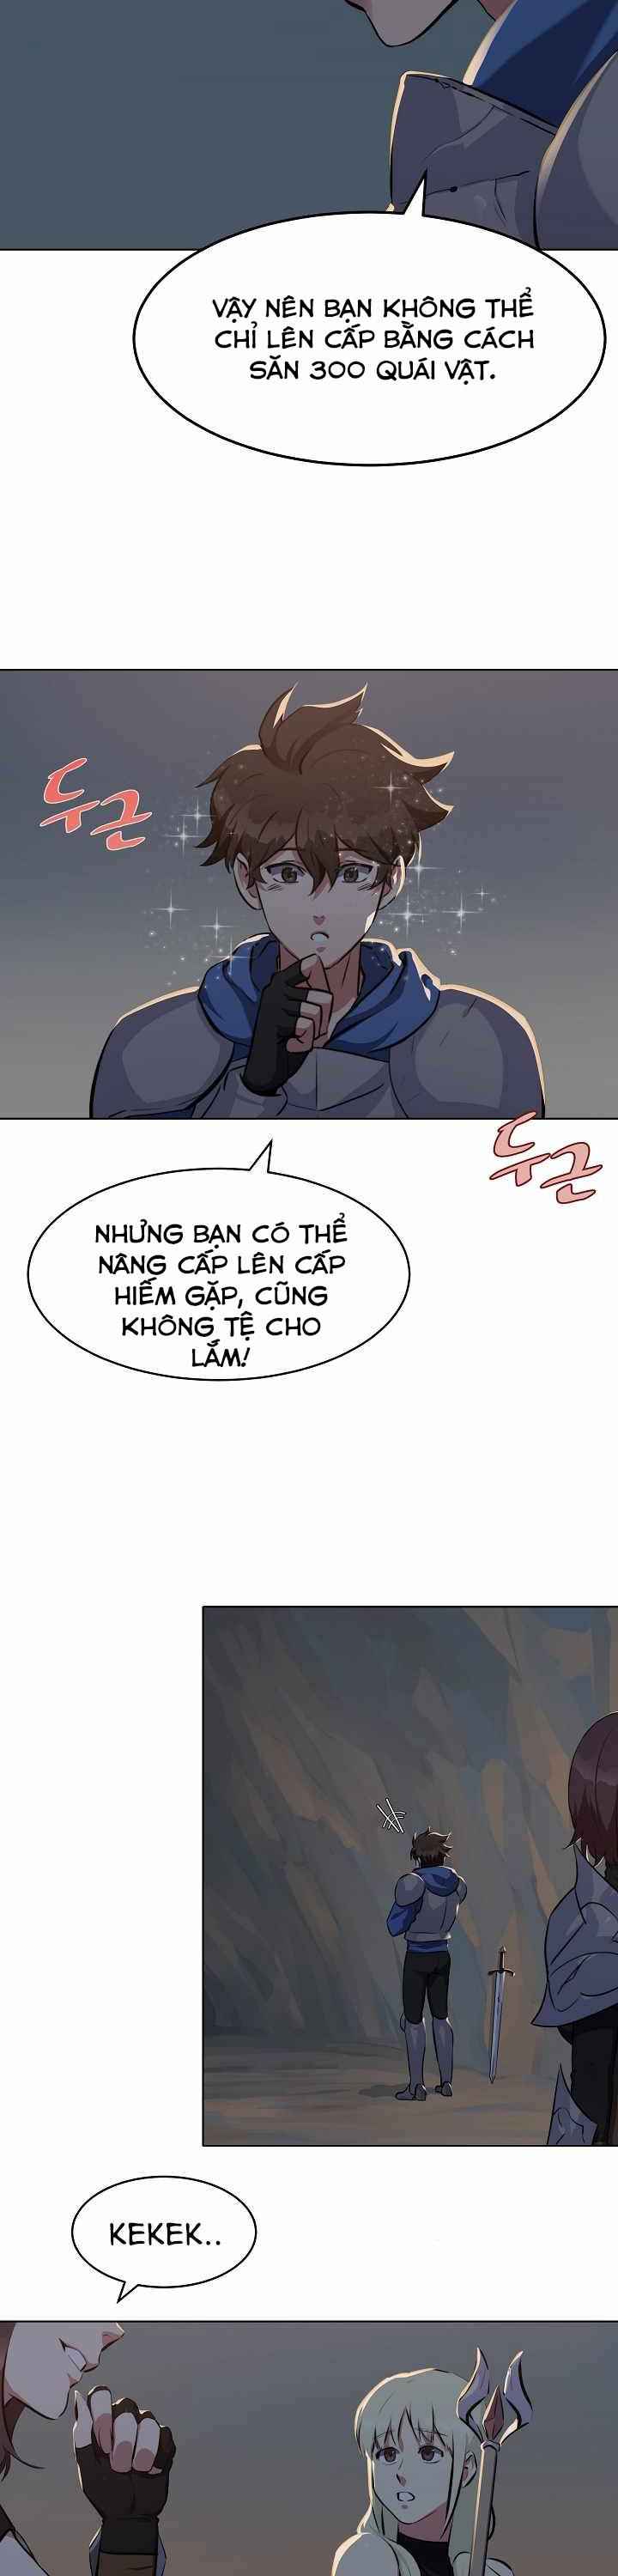 VẬY NÊN BẠN KHÔNG THỂ
CHỈ LÊN CẤP BẰNG CÁCH
SĂN 300 QUÁI VẬT.
두근
두근
NHƯNG BẠN CÓ THỂ
NÂNG CẤP LÊN CẤP
HIẾM GẶP, CŨNG
KHÔNG TỆ CHO
LẮM!
KEKEK..